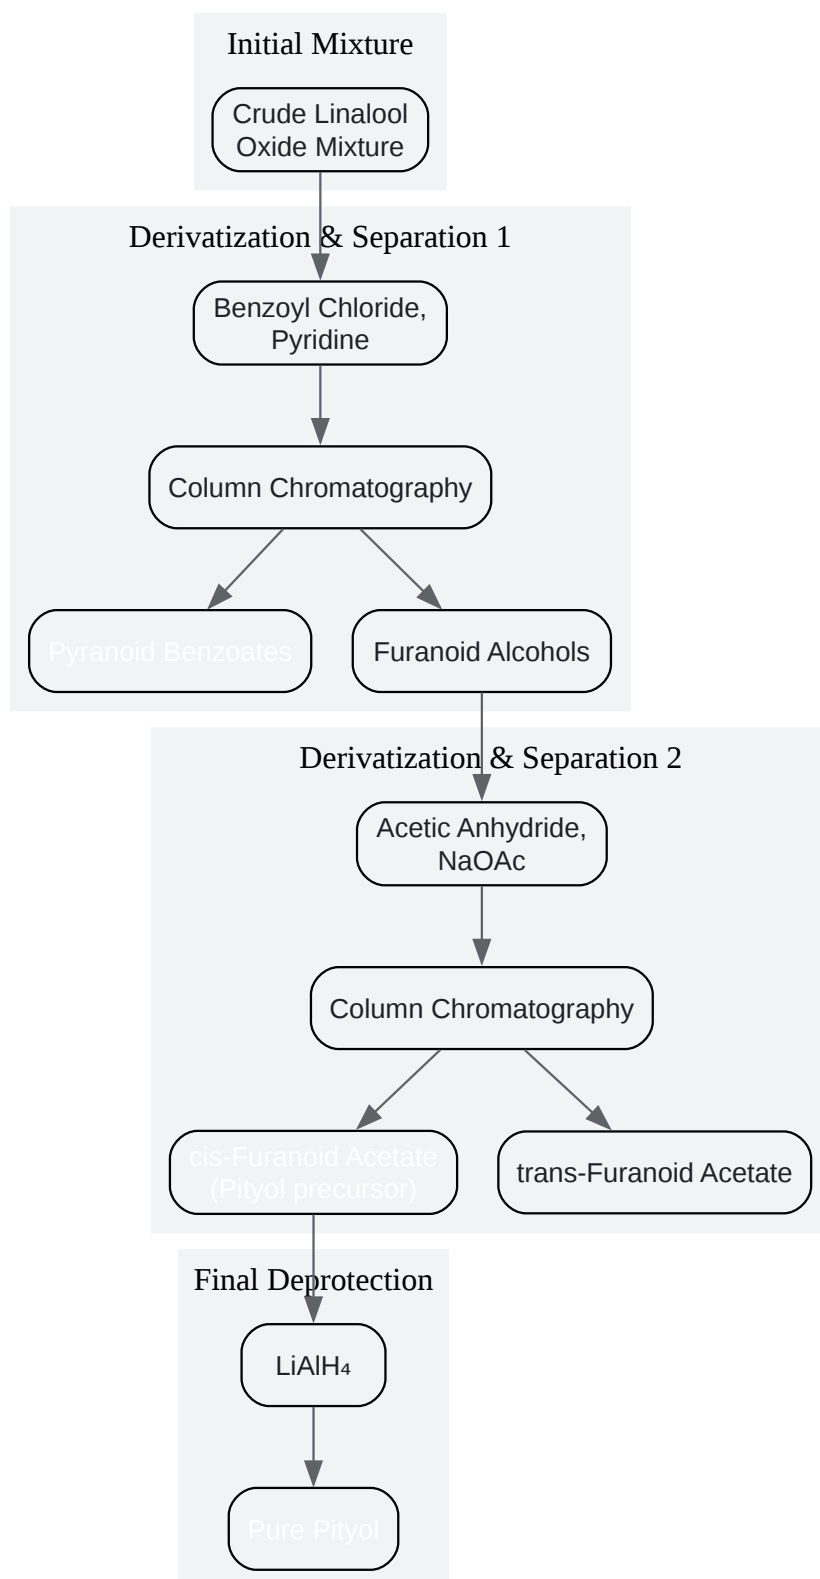 Initial Mixture
Crude Linalool
Oxide Mixture
Derivatization & Separation 1
Benzoyl Chloride,
Pyridine
Column Chromatography
Pyranoid Benzoates
Furanoid Alcohols
Derivatization & Separation 2
Acetic Anhydride,
NaOAc
Column Chromatography
cis-Furanoid Acetate
(Pityol precursor)
trans-Furanoid Acetate
Final Deprotection
LiAlH₄
Pure Pityol